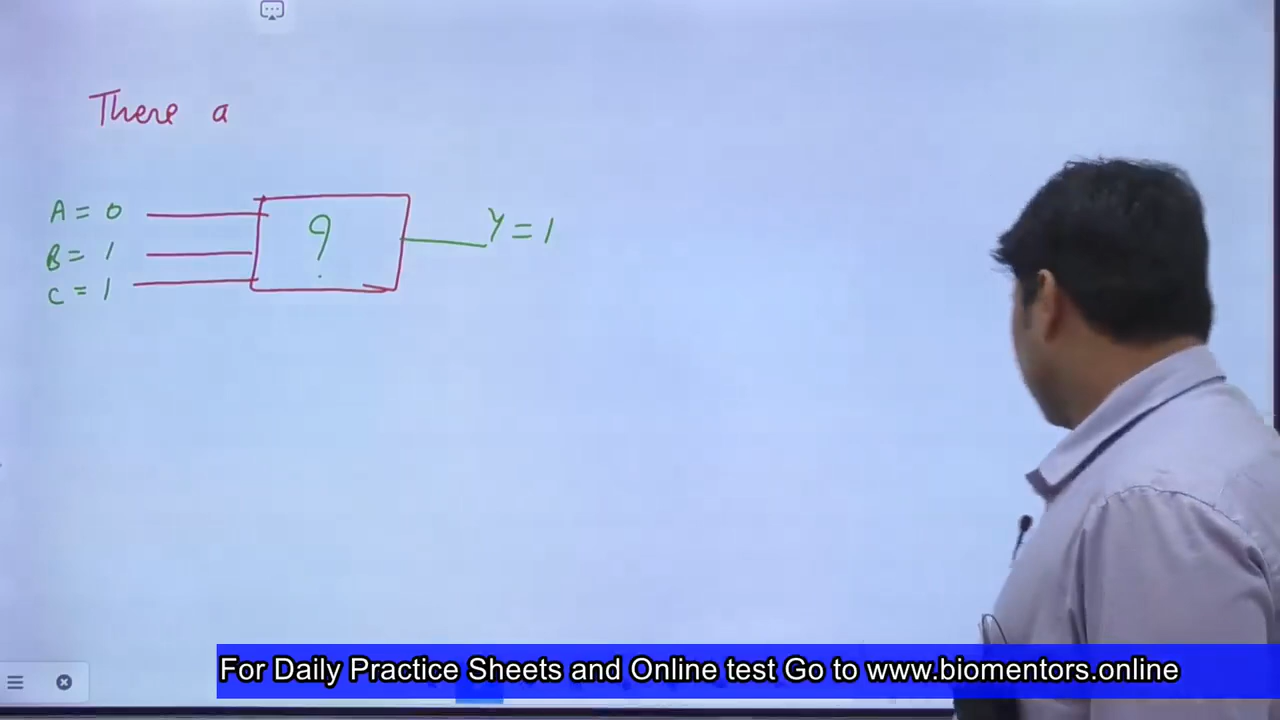 There a
A = 0
B = 1
C = 1
?
Y = 1
For Daily Practice Sheets and Online test Go to www.biomentors.online